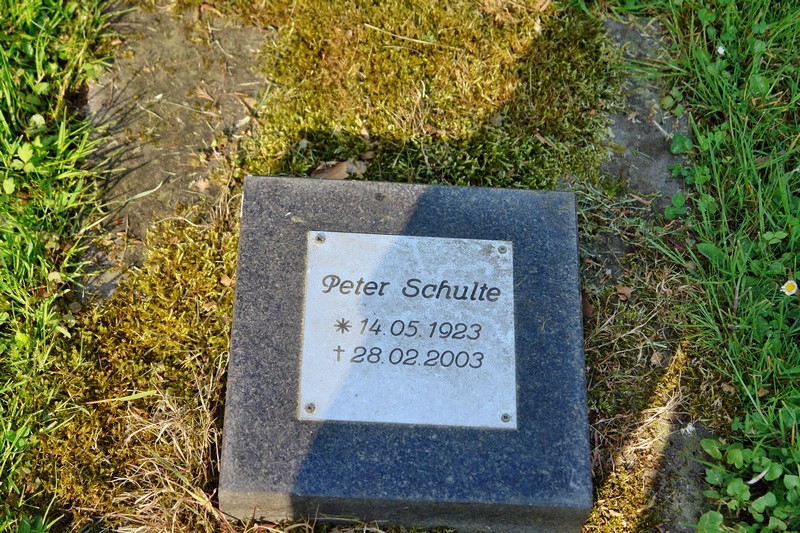 Peter Schulte
* 14.05.1923
† 28.02.2003